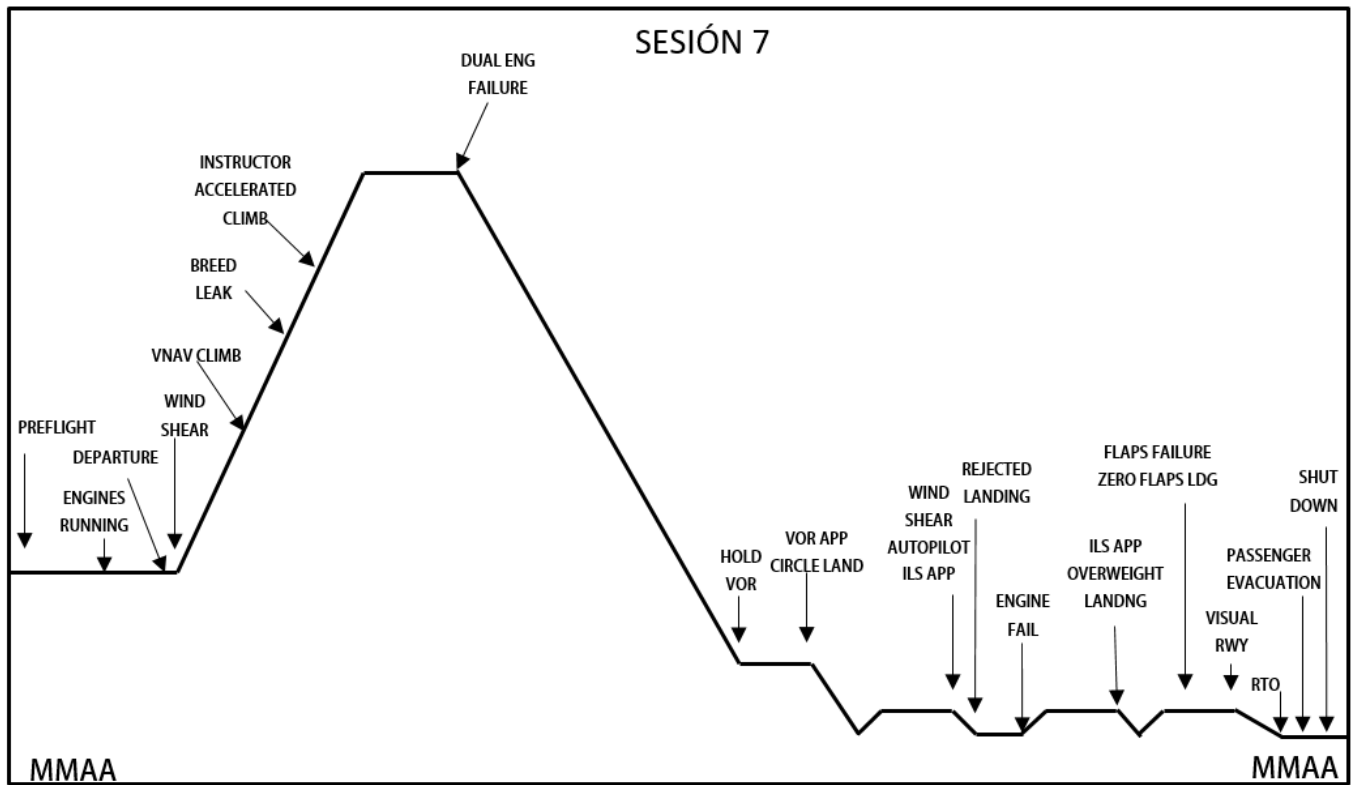 SESIÓN 7
DUAL ENG
FAILURE
INSTRUCTOR
ACCELERATED
CLIMB
BREED
LEAK
VNAV CLIMB
WIND
SHEAR
PREFLIGHT
DEPARTURE
ENGINES
RUNNING
HOLD
VOR
VOR APP
CIRCLE LAND
WIND
SHEAR
AUTOPILOT
ILS APP
REJECTED
LANDING
ENGINE
FAIL
ILS APP
OVERWEIGHT
LANDNG
FLAPS FAILURE
ZERO FLAPS LDG
VISUAL
RWY
RTO
PASSENGER
EVACUATION
SHUT
DOWN
MMAA
MMAA